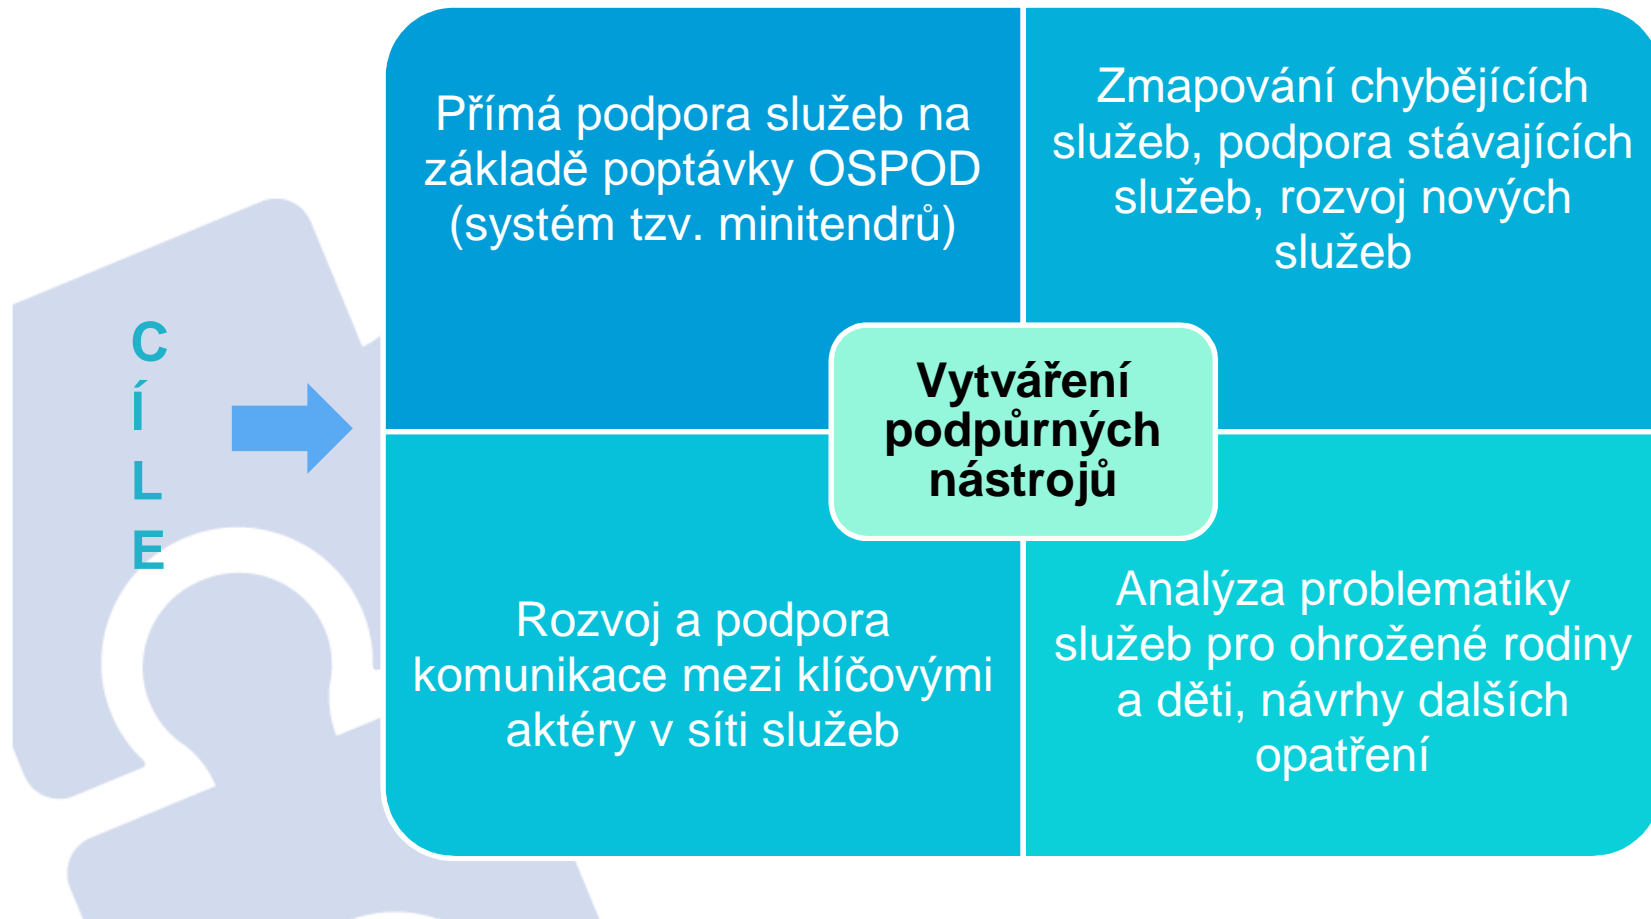 C
Í
L
E
Přímá podpora služeb na
základě poptávky OSPOD
(systém tzv. minitendrů)
Zmapování chybějících
služeb, podpora stávajících
služeb, rozvoj nových
služeb
Vytváření
podpůrných
nástrojů
Rozvoj a podpora
komunikace mezi klíčovými
aktéry v síti služeb
Analýza problematiky
služeb pro ohrožené rodiny
a děti, návrhy dalších
opatření